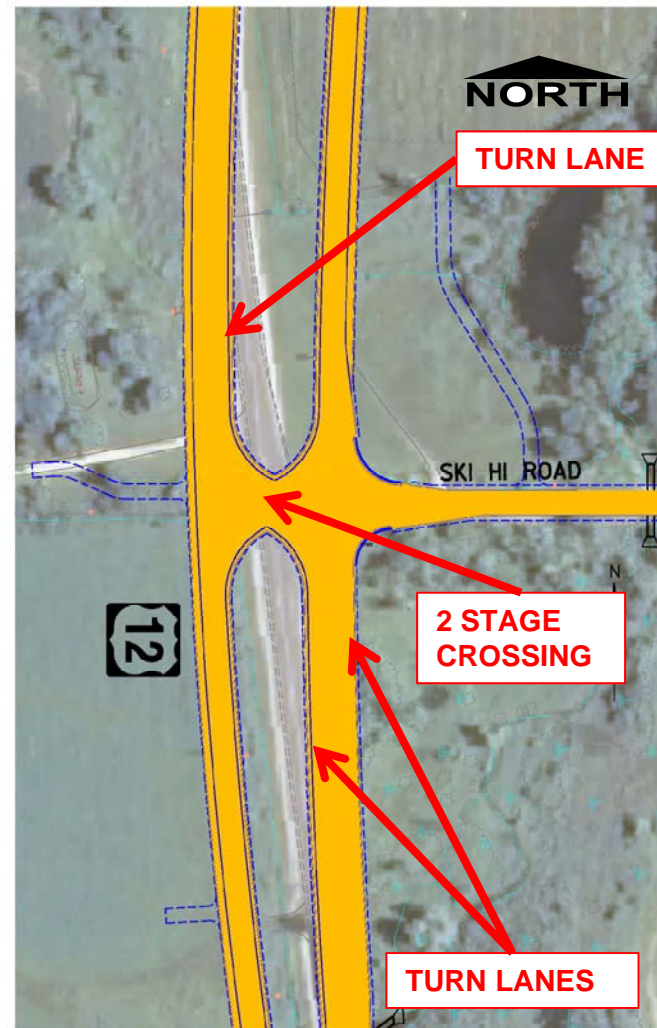 NORTH
TURN LANE
SKI HI ROAD
N
2 STAGE
CROSSING
12
TURN LANES